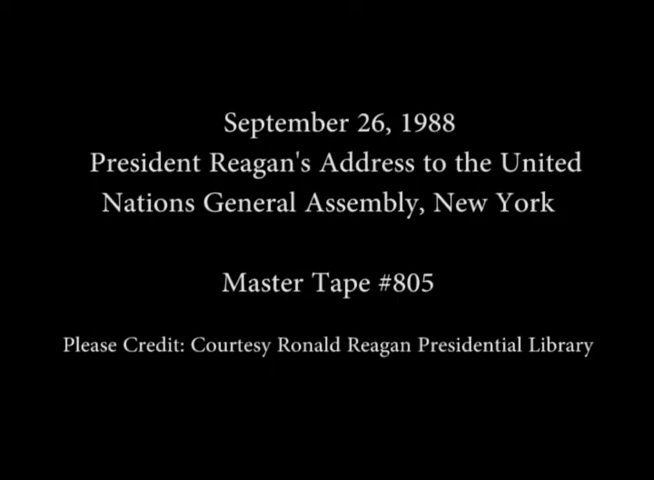 September 26, 1988
President Reagan's Address to the United
Nations General Assembly, New York
Master Tape #805
Please Credit: Courtesy Ronald Reagan Presidential Library